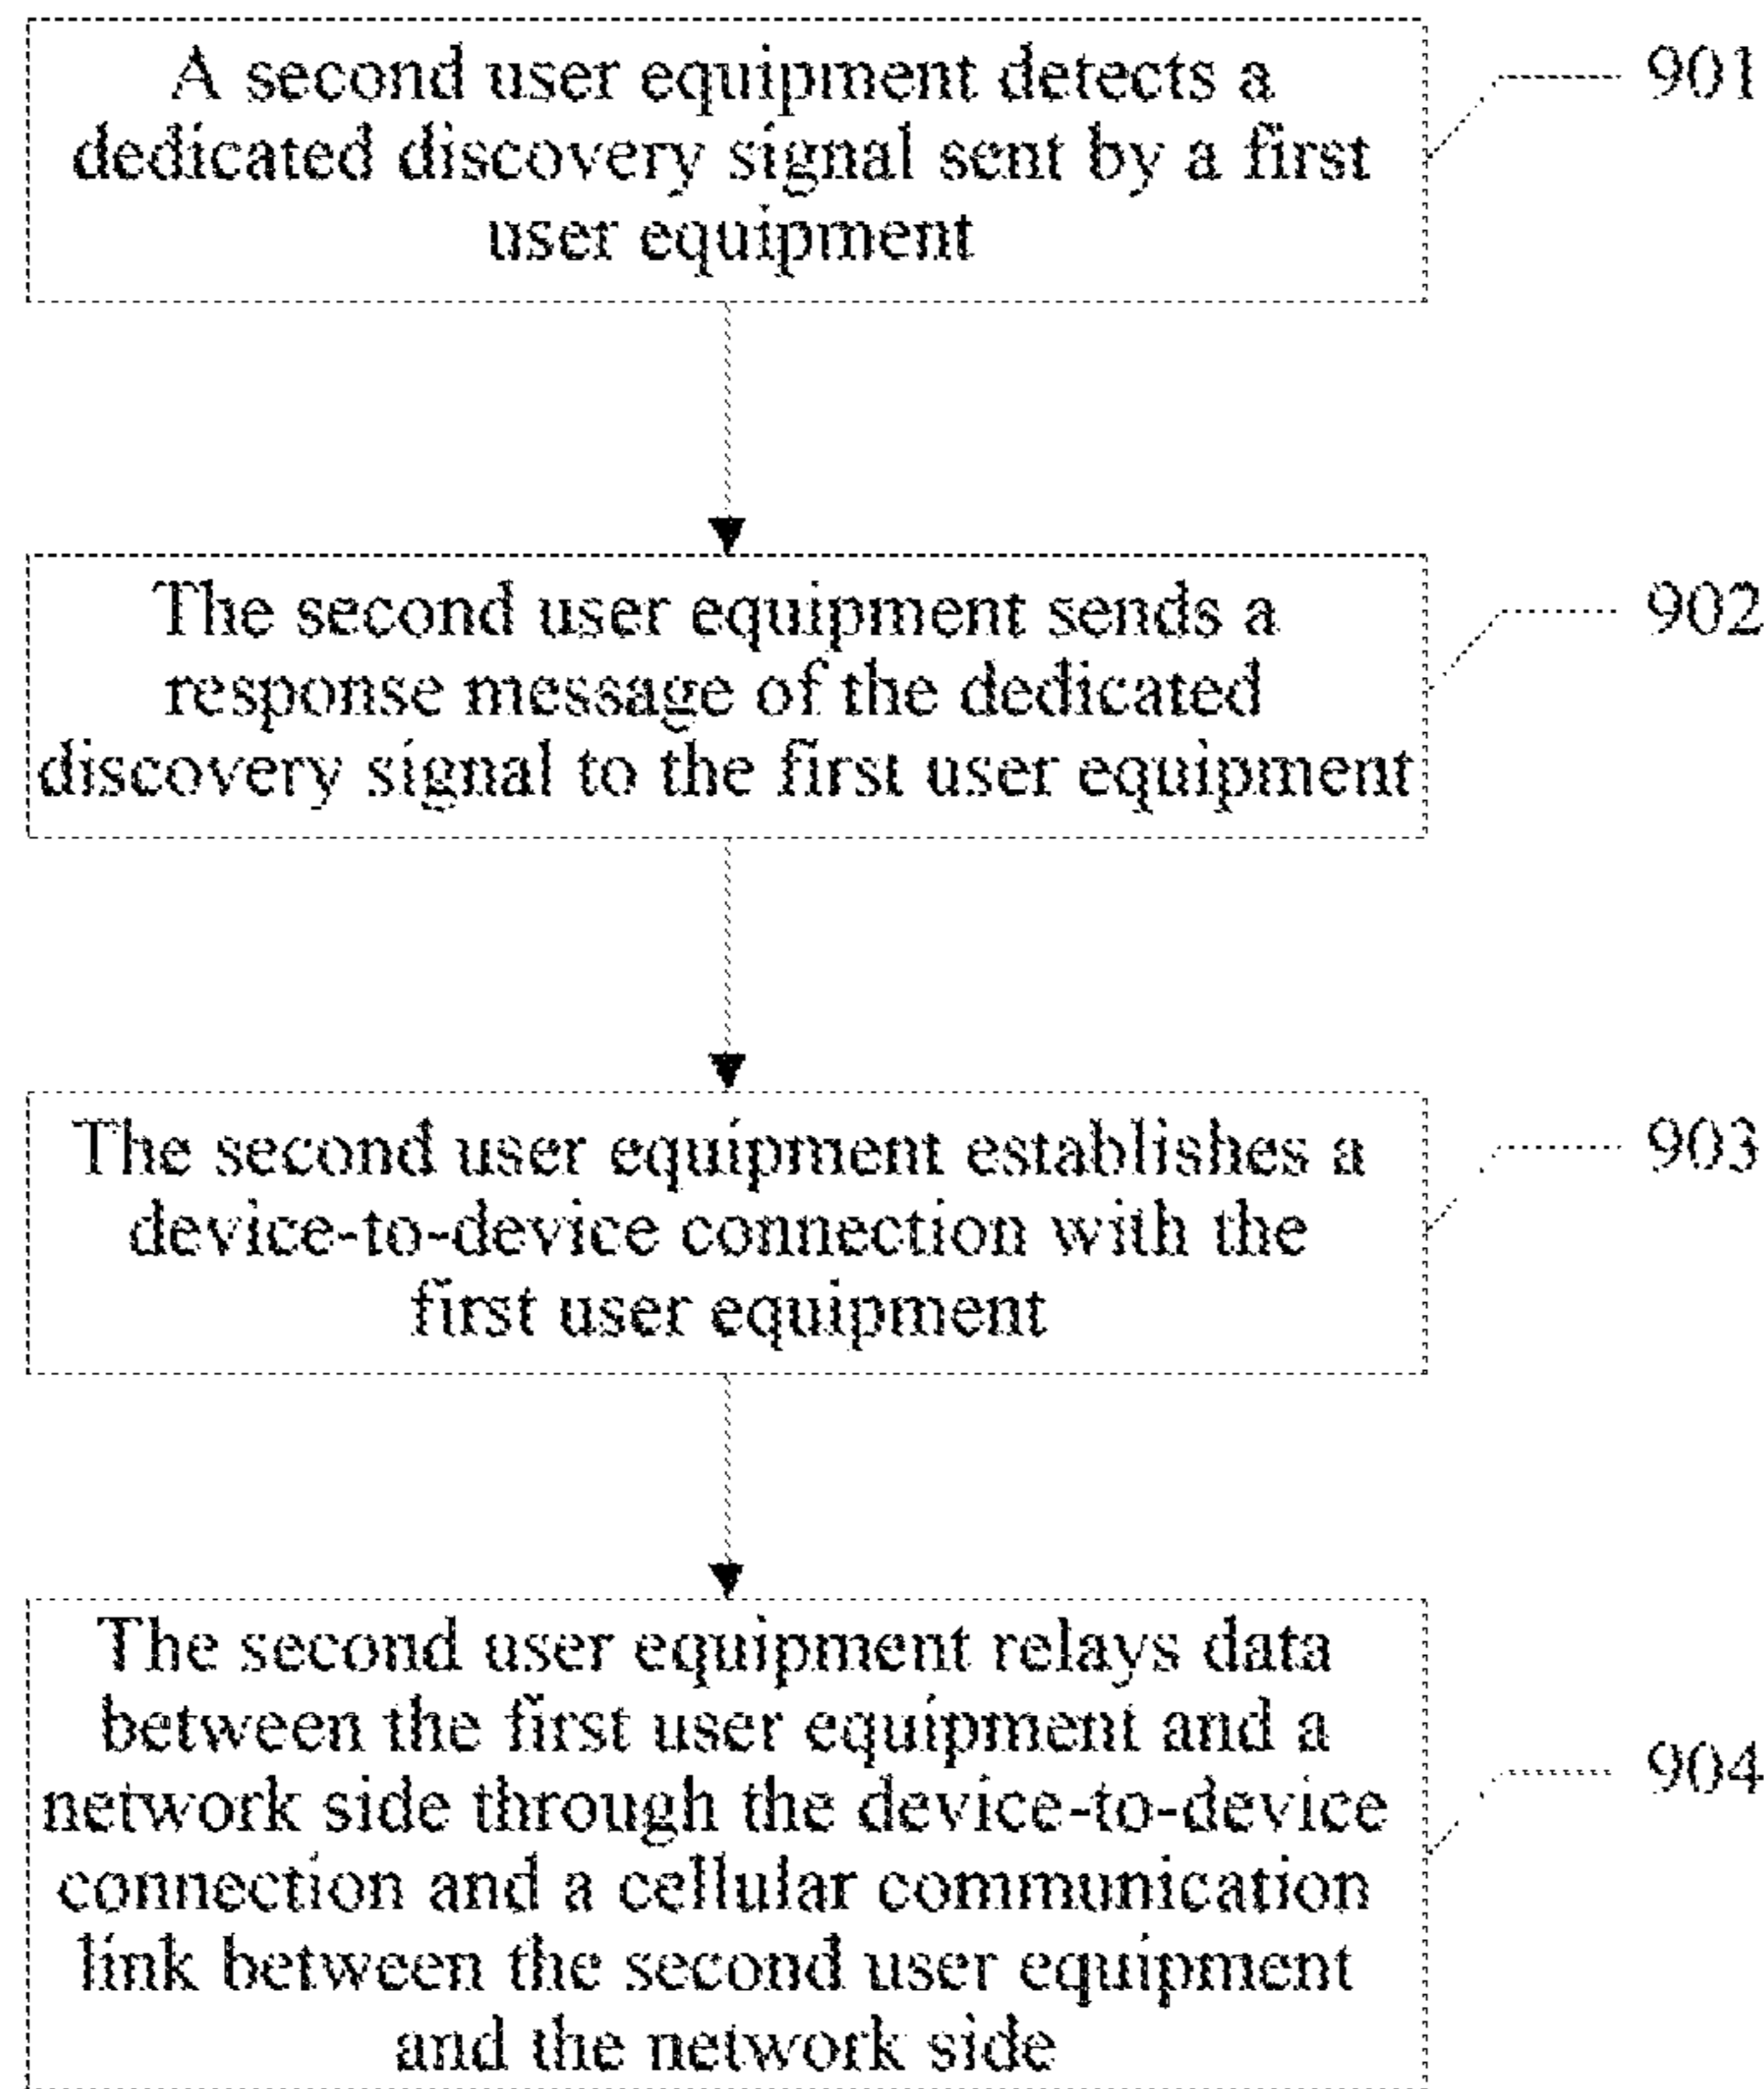 A second user equipment detects a
dedicated discovery signal sent by a first
user equipment
901
The second user equipment sends a
response message of the dedicated
discovery signal to the first user equipment
902
The second user equipment establishes a
device-to-device connection with the
first user equipment
903
The second user equipment relays data
between the first user equipment and a
network side through the device-to-device
connection and a cellular communication
link between the second user equipment
and the network side
904